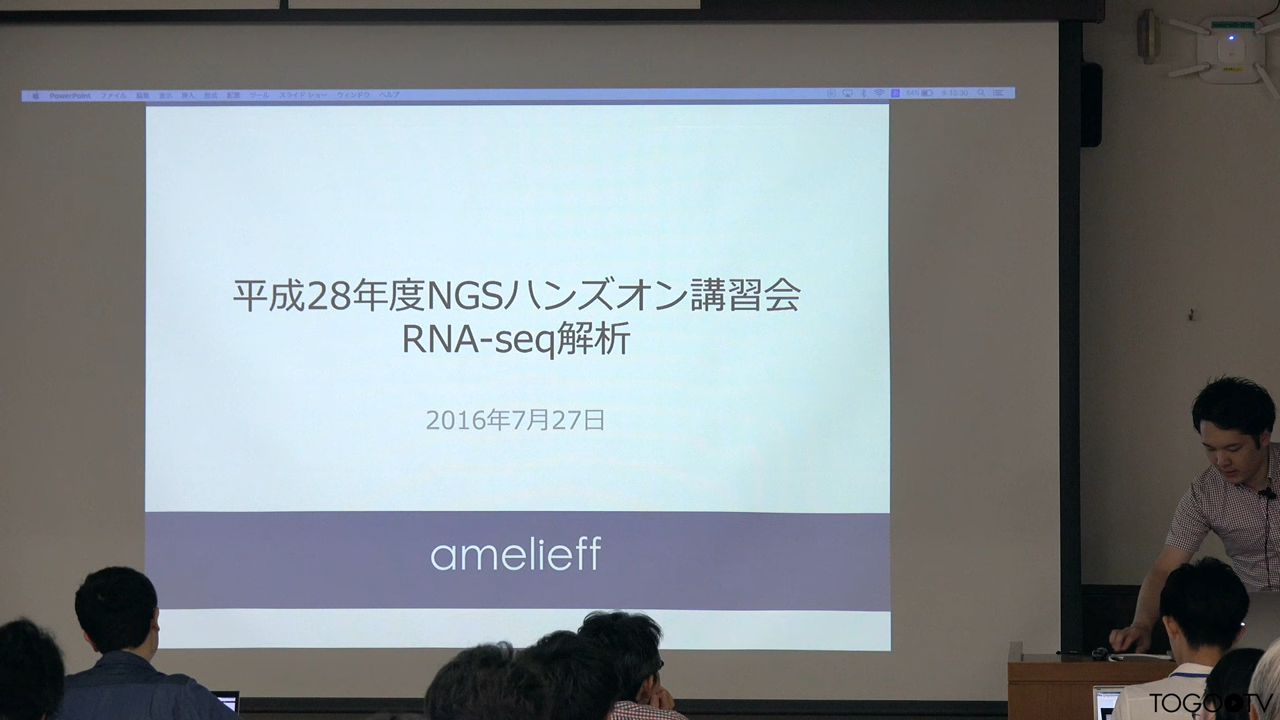 PowerPoint ファイル 編集 表示 挿入 形式 配置 ツール スライドショー ウィンドウ ヘルプ
平成28年度NGSハンズオン講習会
RNA-seq解析
2016年7月27日
amelieff
TOGOTV